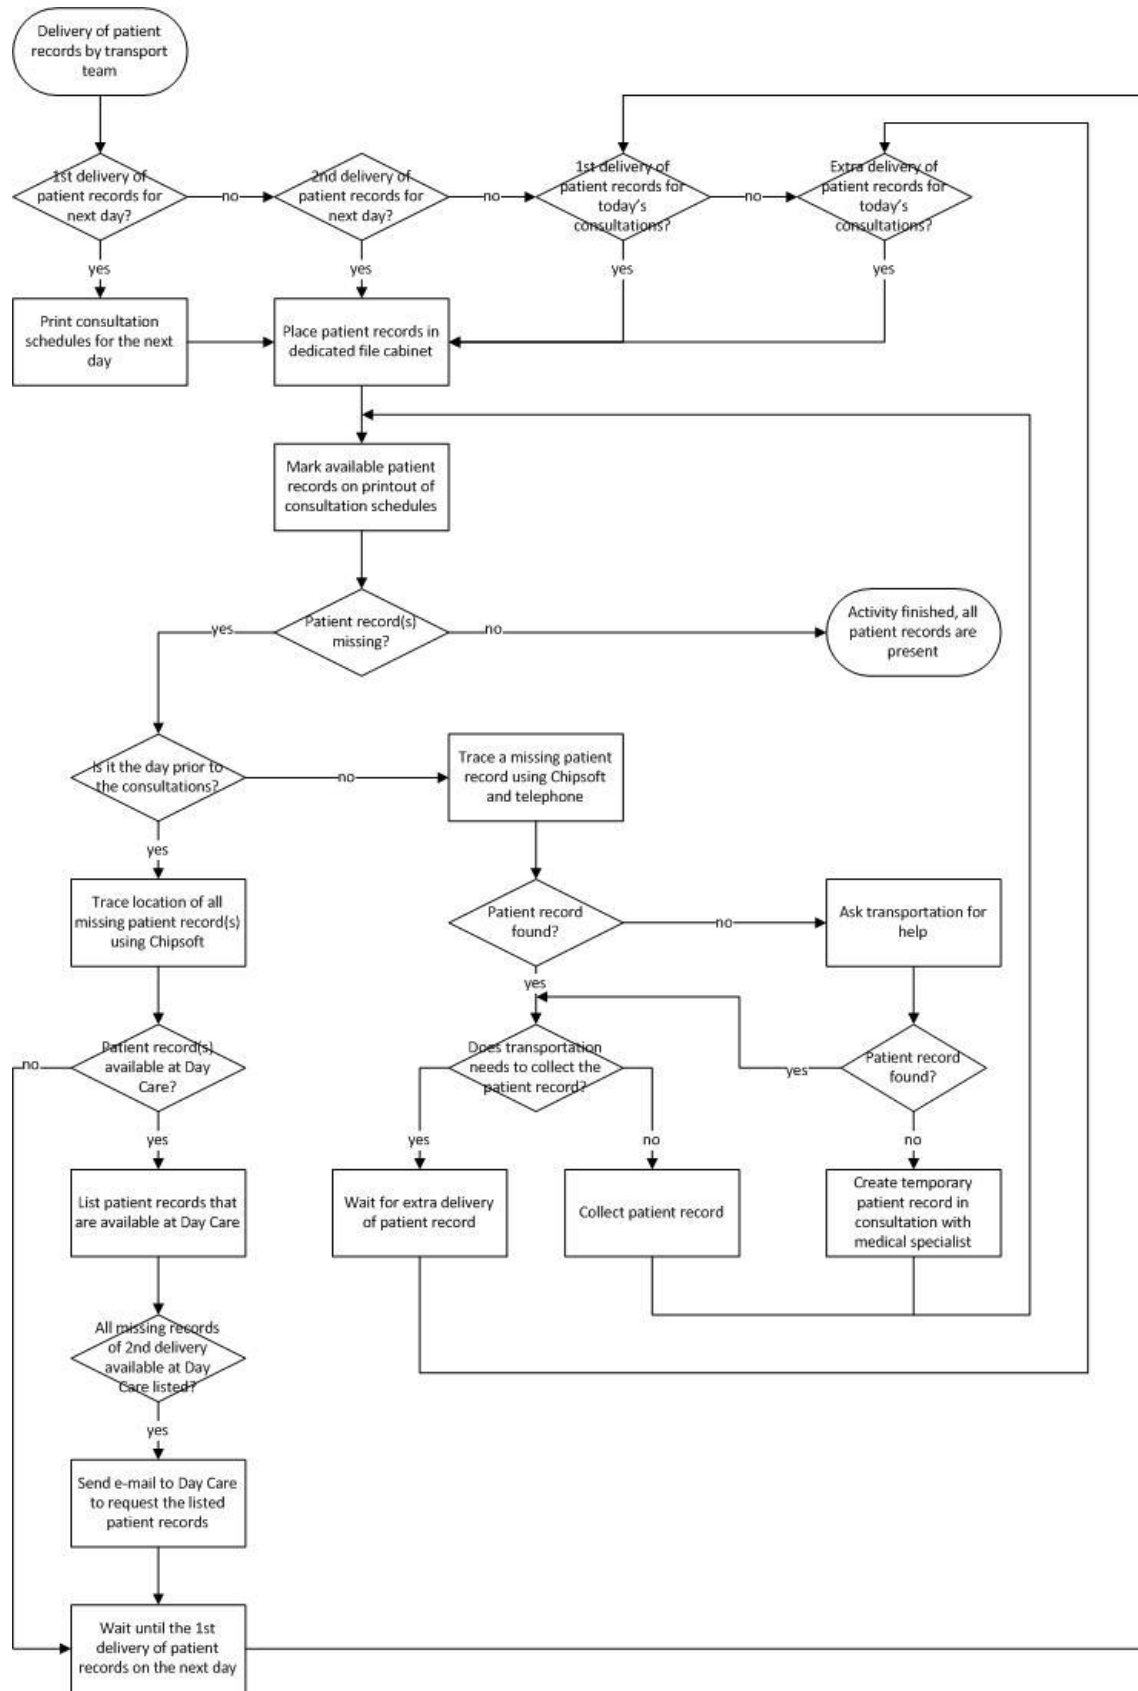 Delivery of patient
records by transport
team
1st delivery of
patient records for
next day?
no
2nd delivery of
patient records for
next day?
no
1st delivery of
patient records for
today's
consultations?
no
Extra delivery of
patient records for
today's
consultations?
yes
yes
yes
yes
Print consultation
schedules for the next
day
Place patient records in
dedicated file cabinet
Mark available patient
records on printout of
consultation schedules
yes
Patient record(s)
missing?
no
Activity finished, all
patient records are
present
Is it the day prior to
the consultations?
no
Trace a missing patient
record using Chipsoft
and telephone
yes
Trace location of all
missing patient record(s)
using Chipsoft
Patient record
found?
no
Ask transportation for
help
yes
no
Patient record(s)
available at Day
Care?
Does transportation
needs to collect the
patient record?
yes
Patient record
found?
yes
yes
no
no
List patient records that
are available at Day Care
Wait for extra delivery
of patient record
Collect patient record
Create temporary
patient record in
consultation with
medical specialist
All missing records
of 2nd delivery
available at Day
Care listed?
yes
Send e-mail to Day Care
to request the listed
patient records
Wait until the 1st
delivery of patient
records on the next day